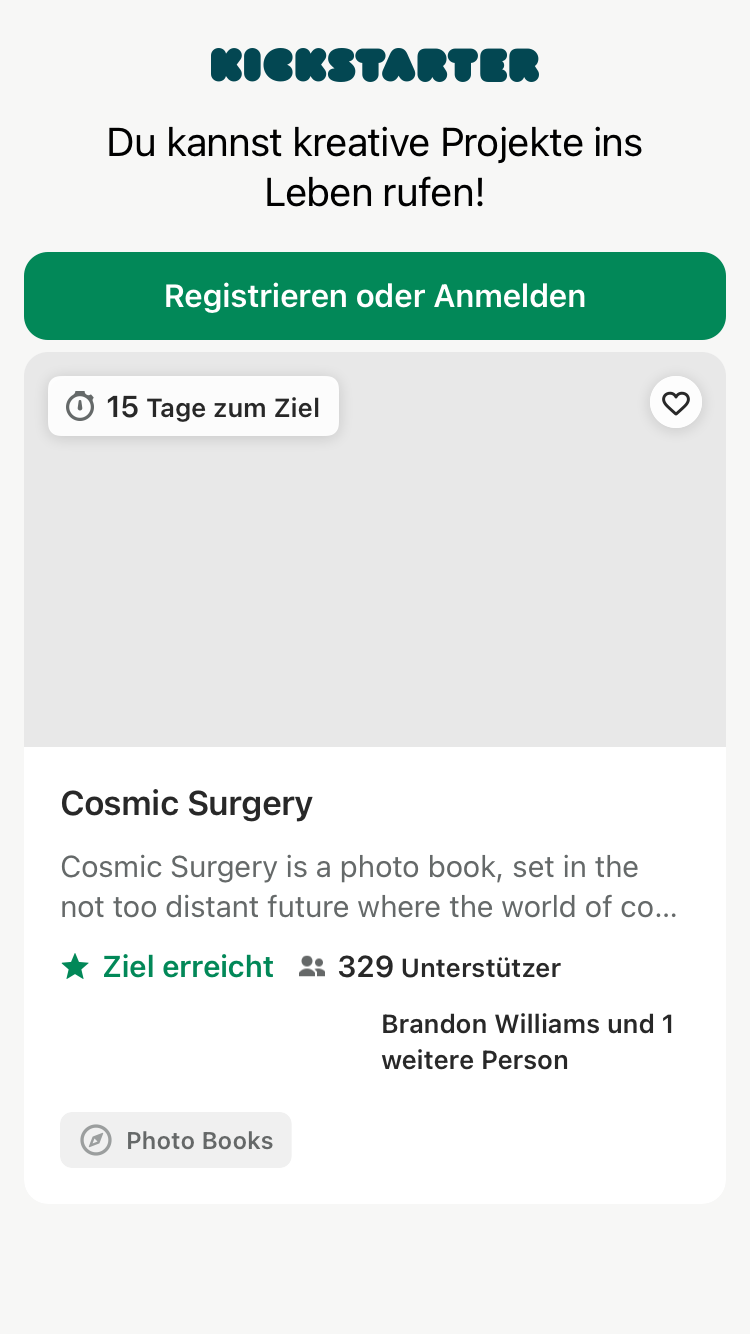 KICKSTARTER
Du kannst kreative Projekte ins
Leben rufen!
Registrieren oder Anmelden
15 Tage zum Ziel
Cosmic Surgery
Cosmic Surgery is a photo book, set in the
not too distant future where the world of co...
Ziel erreicht 329 Unterstützer
Brandon Williams und 1
weitere Person
Photo Books